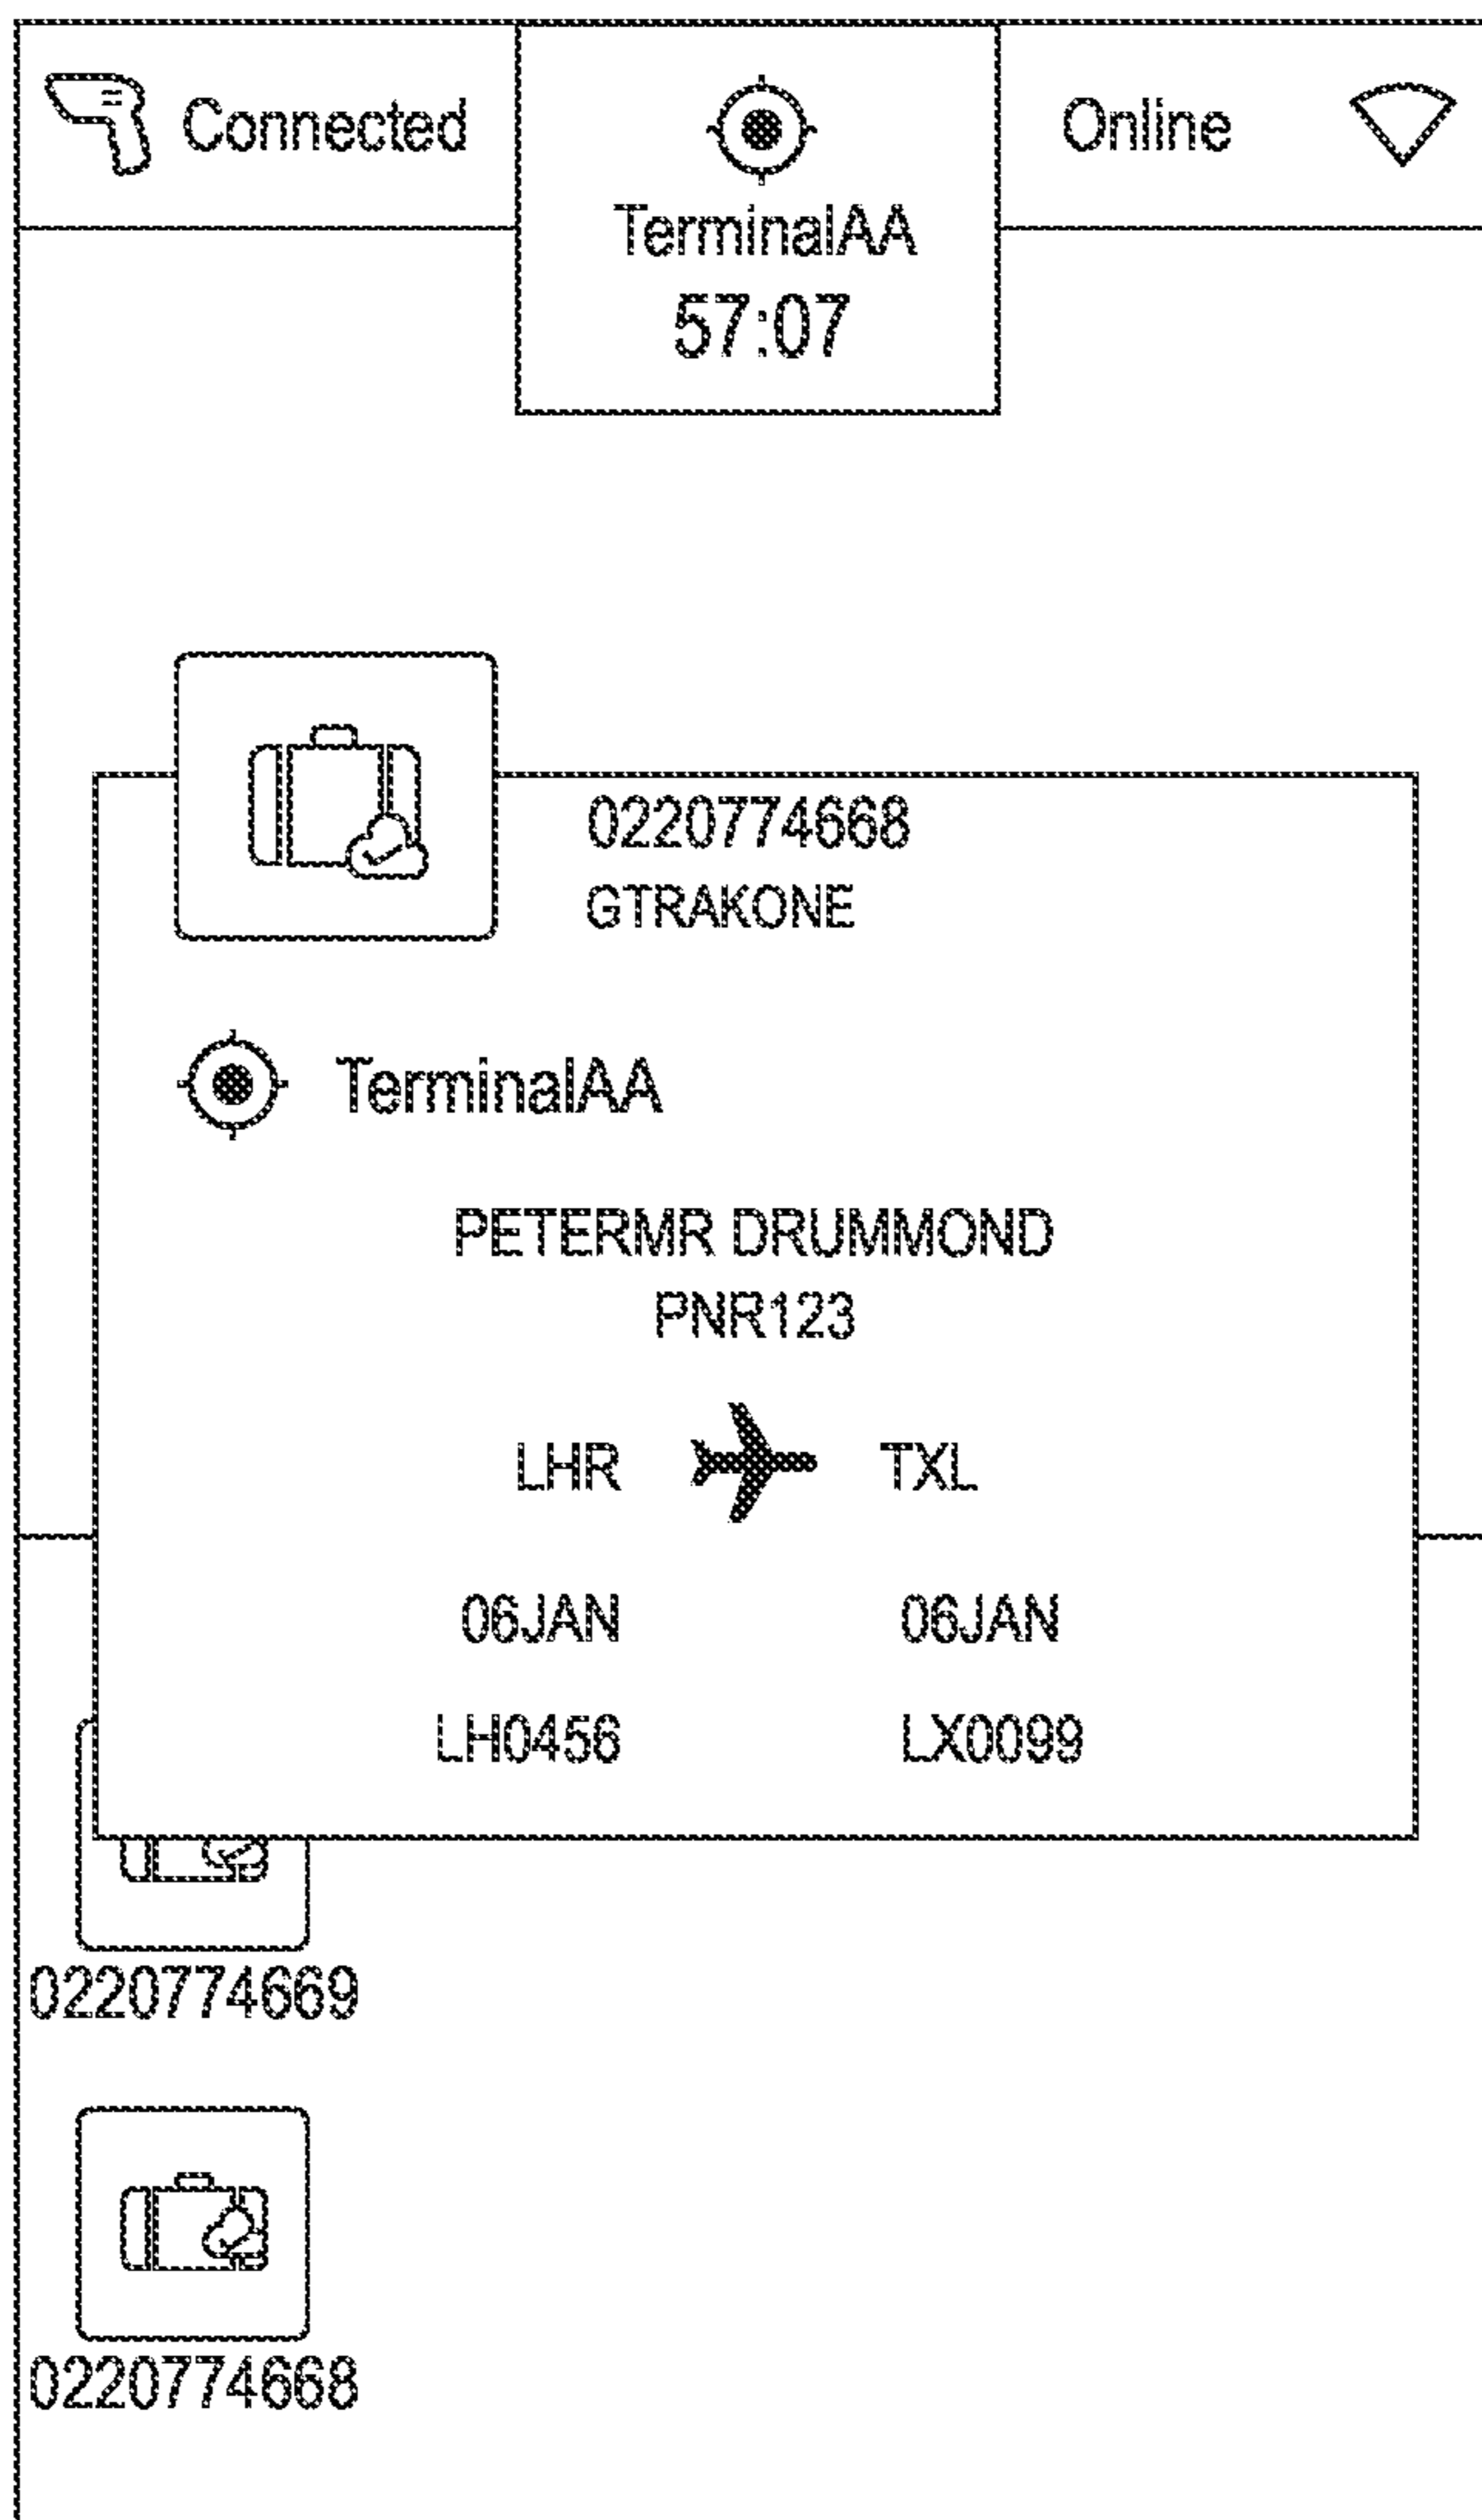 Connected
Online
TerminalAA
57:07
0220774668
GTRAKONE
TerminalAA
PETERMR DRUMMOND
PNR123
LHR TXL
06JAN 06JAN
LH0456 LX0099
0220774669
0220774668